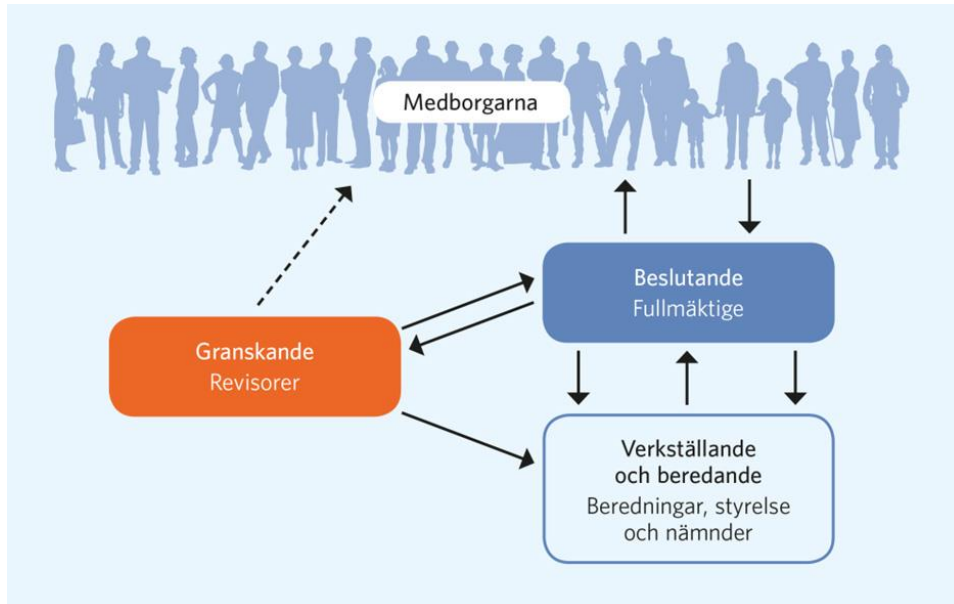 Medborgarna
Beslutande
Fullmäktige
Granskande
Revisorer
Verkställande
och beredande
Beredningar, styrelse
och nämnder